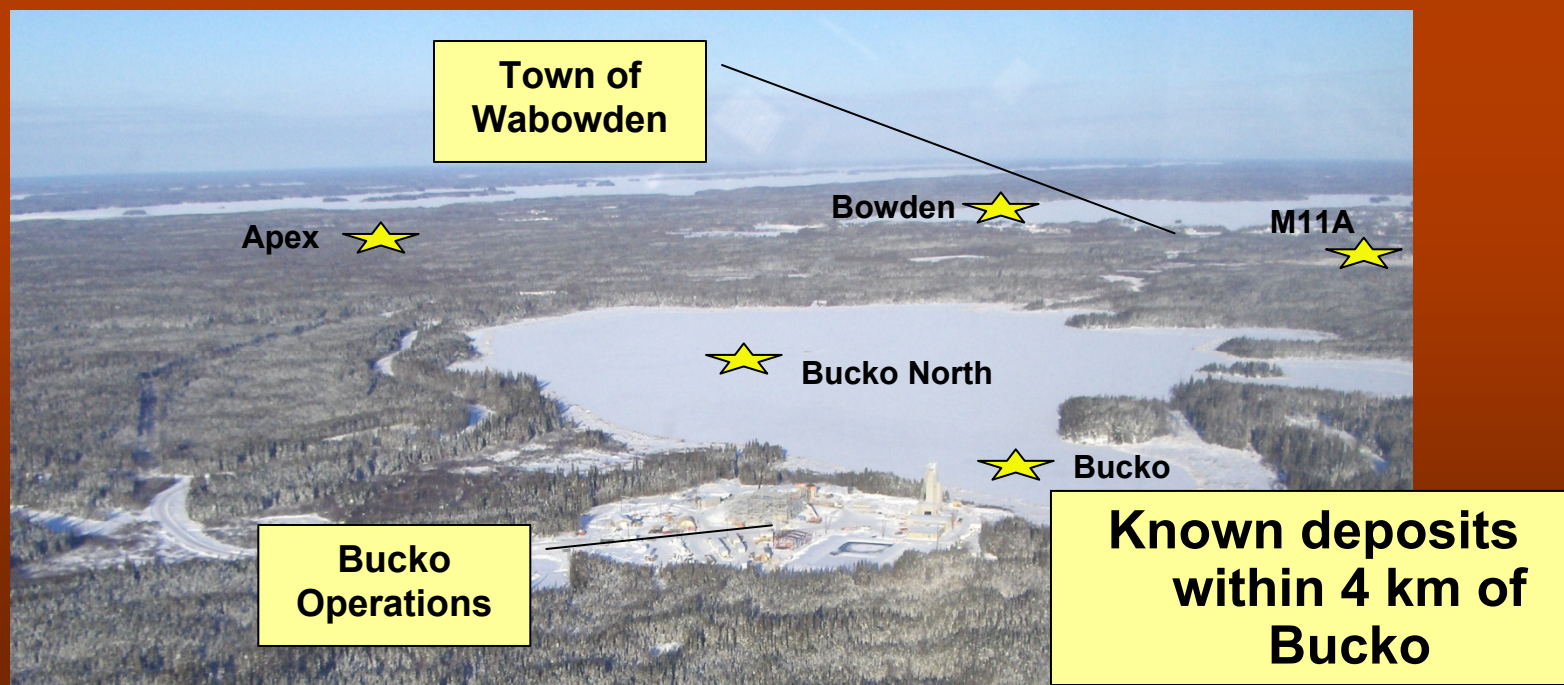 Town of
Wabowden
Bowden
M11A
Apex
Bucko North
Bucko
Bucko
Operations
Known deposits
within 4 km of
Bucko